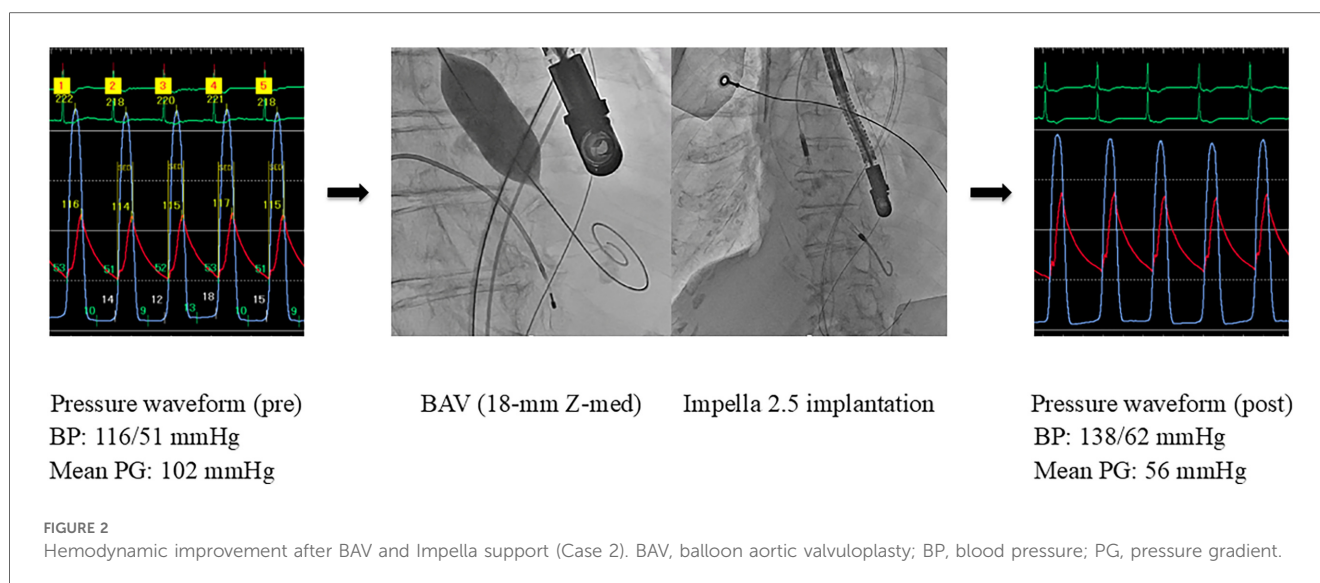 1 2 3 4 5
222 218 220 221 218
SED SED SED SED
116 114 115 117 115
53 51 52 53 51
14 12 18 15
10 9 13 10 9
Pressure waveform (pre)
BP: 116/51 mmHg
Mean PG: 102 mmHg
BAV (18-mm Z-med)
Impella 2.5 implantation
Pressure waveform (post)
BP: 138/62 mmHg
Mean PG: 56 mmHg
FIGURE 2
Hemodynamic improvement after BAV and Impella support (Case 2). BAV, balloon aortic valvuloplasty; BP, blood pressure; PG, pressure gradient.